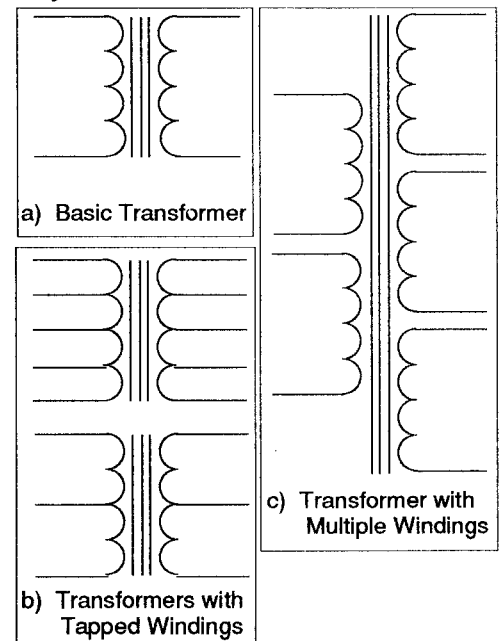 a) Basic Transformer
b) Transformers with
Tapped Windings
c) Transformer with
Multiple Windings